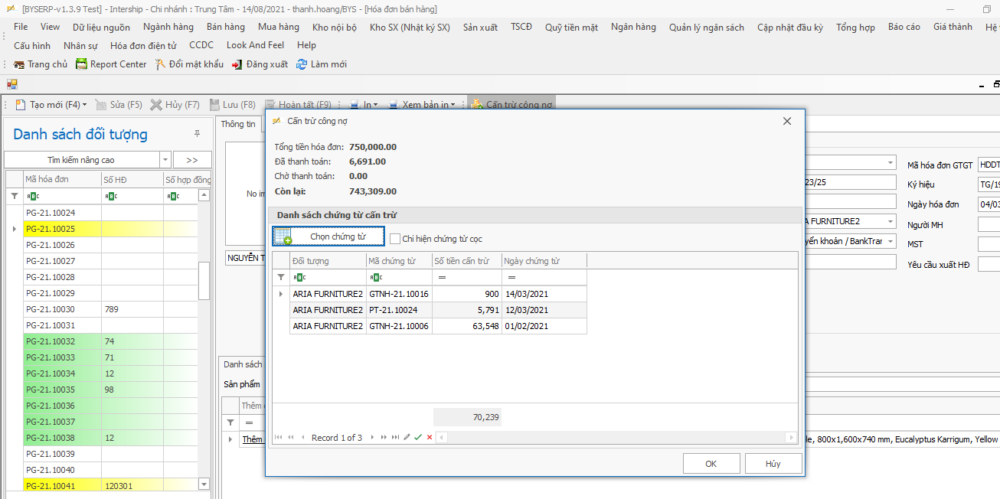 [BYSERP-v1.3.9 Test] - Intership - Chi nhánh : Trung Tâm - 14/08/2021 - thanh.hoang/BYS - [Hóa đơn bán hàng]
File View Dữ liệu nguồn Ngành hàng Bán hàng Mua hàng Kho nội bộ Kho SX (Nhật ký SX) Sản xuất TSCĐ Quỹ tiền mặt Ngân hàng Quản lý ngân sách Cập nhật đầu kỳ Tổng hợp Báo cáo Giá thành Hệ
Cấu hình Nhân sự Hóa đơn điện tử CCDC Look And Feel Help
Trang chủ Report Center Đổi mật khẩu Đăng xuất Làm mới
Tạo mới (F4) Sửa (F5) Hủy (F7) Lưu (F8) Hoàn tất (F9) In Xem bản in Cấn trừ công nợ
Danh sách đối tượng
Tìm kiếm nâng cao >>
Mã hóa đơn Số HĐ Số hợp đồng
PG-21.10024
PG-21.10025
PG-21.10026
PG-21.10027
PG-21.10028
PG-21.10029
PG-21.10030 789
PG-21.10031
PG-21.10032 74
PG-21.10033 71
PG-21.10034 12
PG-21.10035 98
PG-21.10036
PG-21.10037
PG-21.10038 12
PG-21.10039
PG-21.10040
PG-21.10041 120301
Thông tin
No im
NGUYỄN T
Danh sách
Sản phẩm
Thêm
=
Thêm
Cấn trừ công nợ
Tổng tiền hóa đơn: 750,000.00
Đã thanh toán: 6,691.00
Chờ thanh toán: 0.00
Còn lại: 743,309.00
Danh sách chứng từ cấn trừ
Chọn chứng từ Chỉ hiện chứng từ cọc
Đối tượng Mã chứng từ Số tiền cấn trừ Ngày chứng từ
= =
ARIA FURNITURE2 GTNH-21.10016 900 14/03/2021
ARIA FURNITURE2 PT-21.10024 5,791 12/03/2021
ARIA FURNITURE2 GTNH-21.10006 63,548 01/02/2021
70,239
Record 1 of 3
OK Hủy
Mã hóa đơn GTGT HDDT
23/25 Ký hiệu TG/19
Ngày hóa đơn 04/03
A FURNITURE2 Người MH
yển khoản / BankTrar MST
Yêu cầu xuất HĐ
le, 800x1,600x740 mm, Eucalyptus Karrigum, Yellow